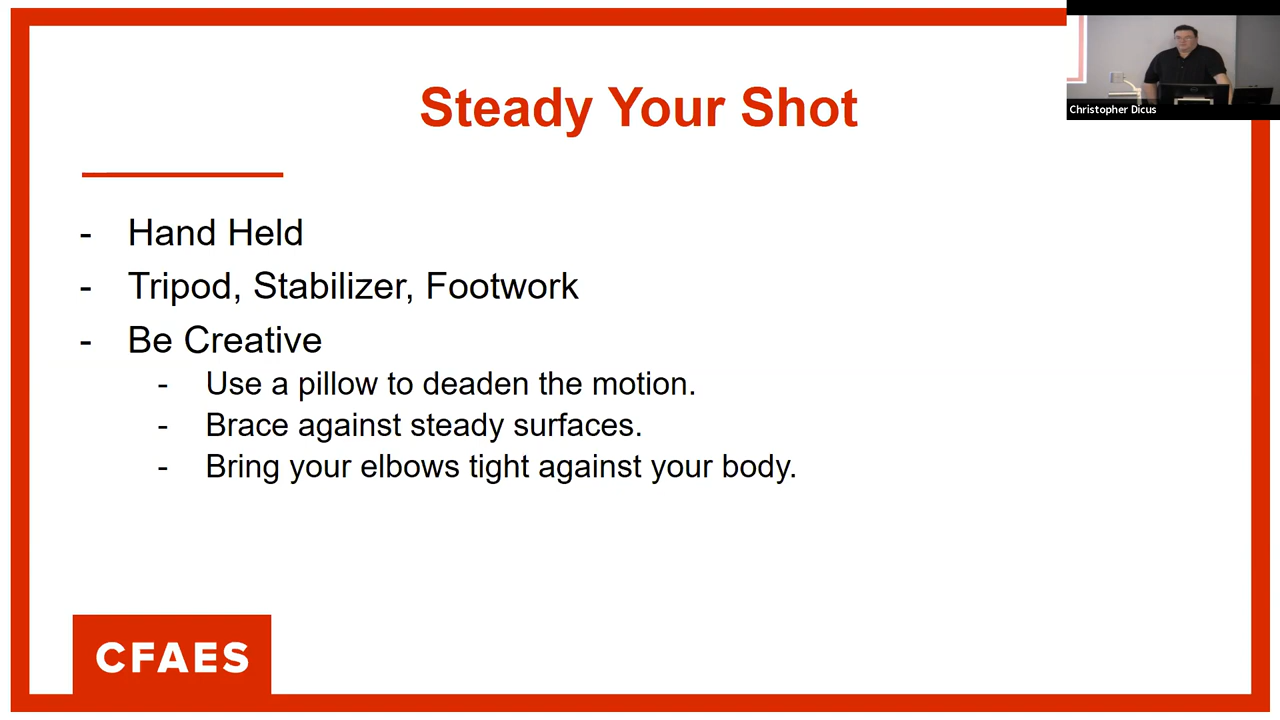 Steady Your Shot
Christopher Dicus
- Hand Held
- Tripod, Stabilizer, Footwork
- Be Creative
- Use a pillow to deaden the motion.
- Brace against steady surfaces.
- Bring your elbows tight against your body.
CFAES